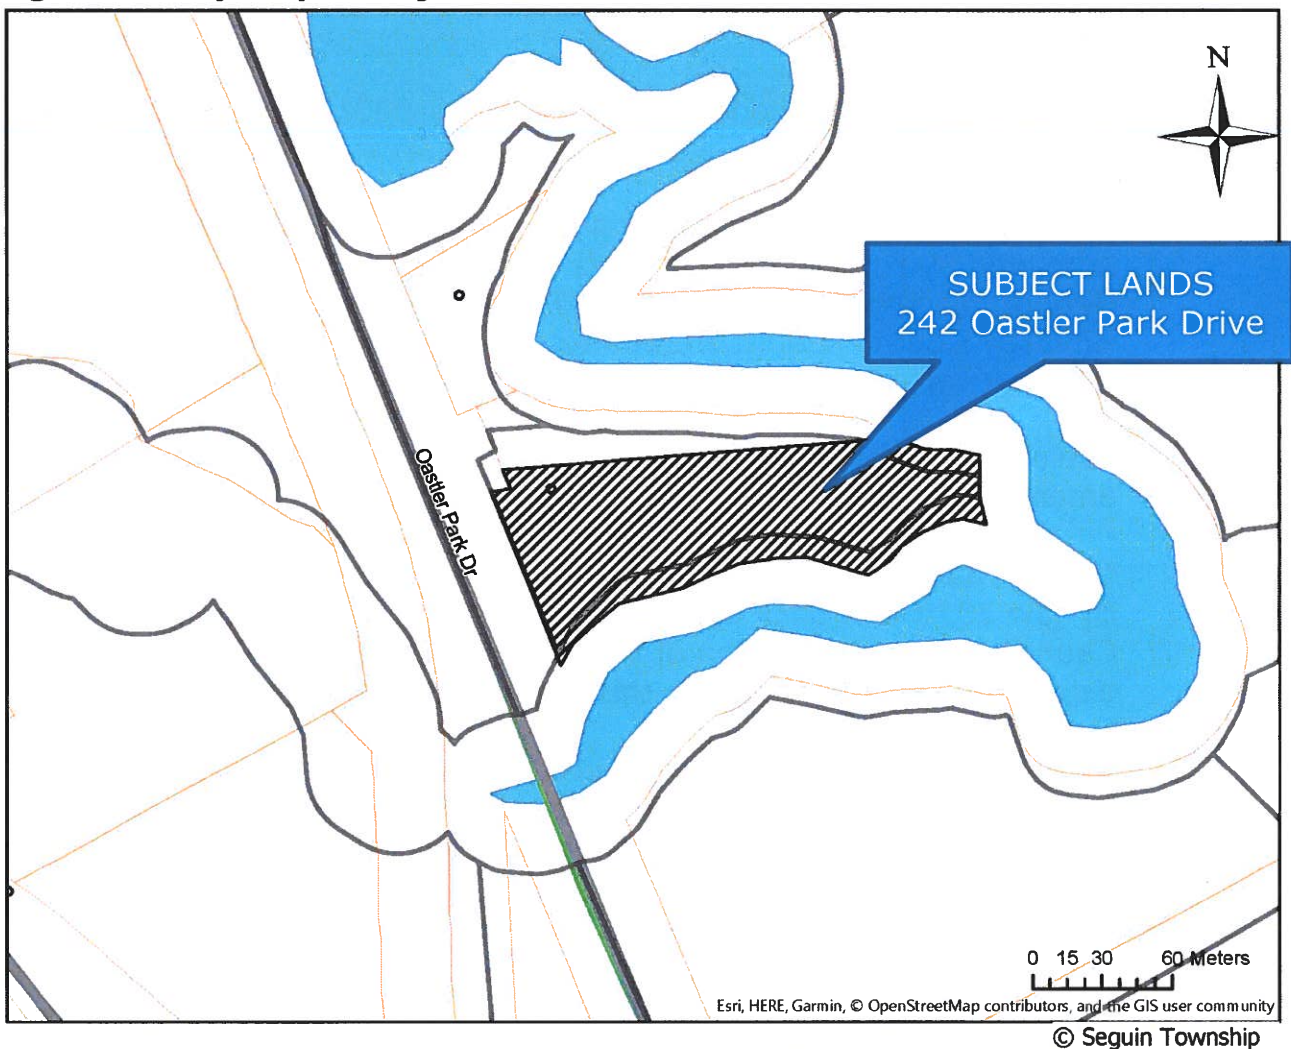 N
SUBJECT LANDS
242 Oastler Park Drive
Oastler Park Dr
0 15 30 60 Meters
Esri, HERE, Garmin, © OpenStreetMap contributors, and the GIS user community
© Seguin Township